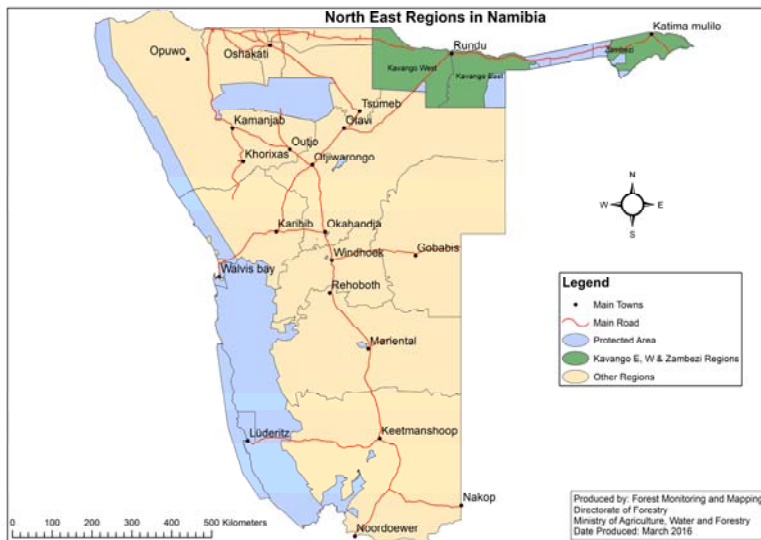 North East Regions in Namibia
Katima mulilo
Opuwo
Oshakati
Rundu
Zambezi
Kavango West
Kavango East
Tsumeb
Kamanjab
Otavi
Outjo
Khorixas
Otjiwarongo
N
W E
S
Karibib
Okahandja
Gobabis
Windhoek
Walvis bay
Rehoboth
Legend
Main Towns
Main Road
Protected Area
Kavango E, W & Zambezi Regions
Other Regions
Mariental
Lüderitz
Keetmanshoop
Nakop
Noordoewer
0 100 200 300 400 500 Kilometers
Produced by: Forest Monitoring and Mapping
Directorate of Forestry
Ministry of Agriculture, Water and Forestry
Date Produced: March 2016